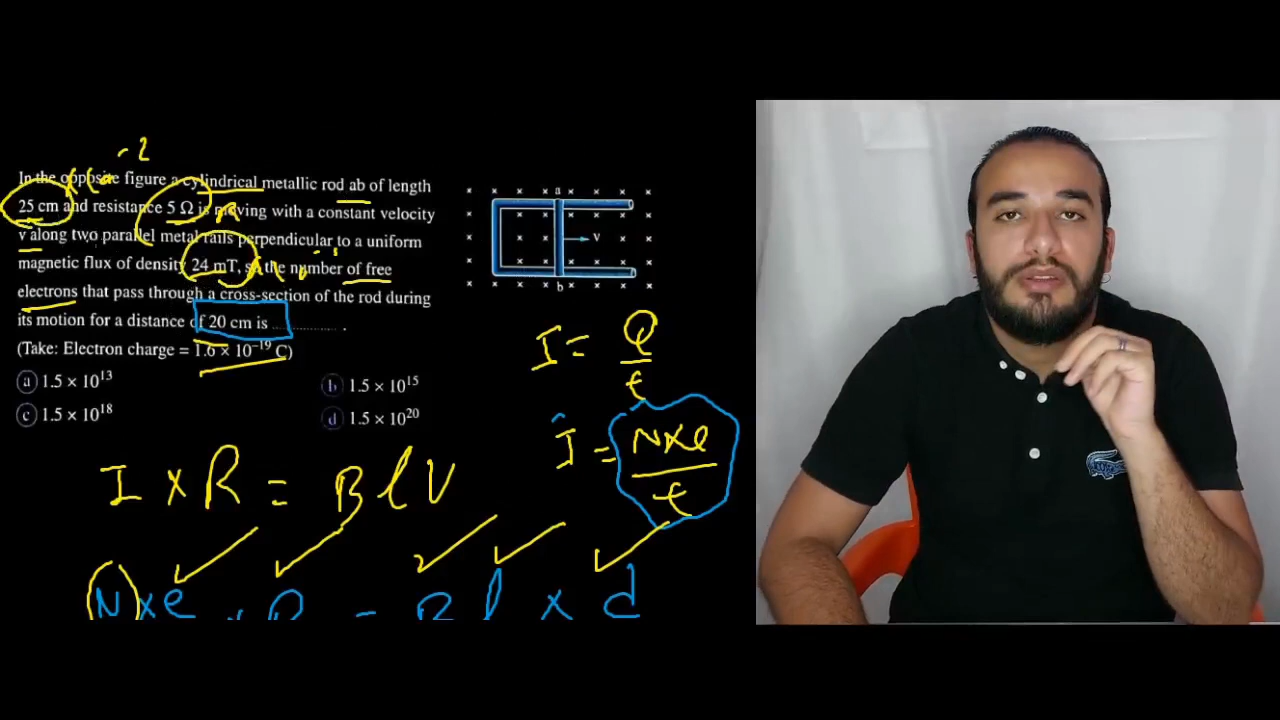 In the opposite figure a cylindrical metallic rod ab of length
25 cm and resistance 5 Ω is moving with a constant velocity
v along two parallel metal rails perpendicular to a uniform
magnetic flux of density 24 mT, so the number of free
electrons that pass through a cross-section of the rod during
its motion for a distance of 20 cm is ................. .
(Take: Electron charge = 1.6 × 10⁻¹⁹ C)
a 1.5 × 10¹³
b 1.5 × 10¹⁵
c 1.5 × 10¹⁸
d 1.5 × 10²⁰
a
v
b
I = Q/t
I = N×e/t
I × R = B l V
N × e × R = B l × d